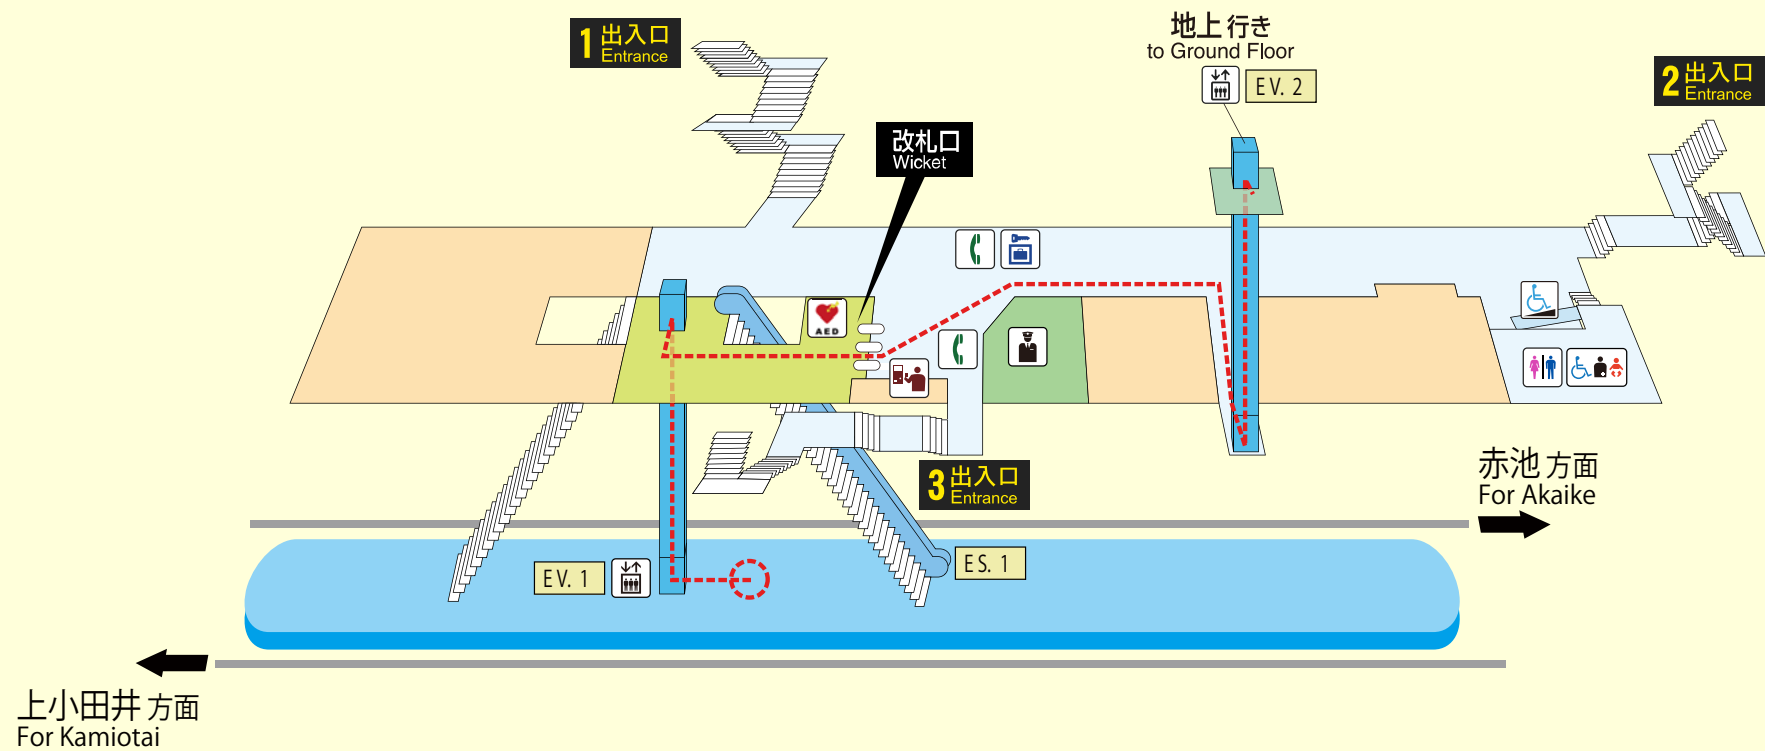 1 出入口
Entrance
地上 行き
to Ground Floor
EV. 2
2 出入口
Entrance
改札口
Wicket
AED
3 出入口
Entrance
赤池 方面
For Akaike
EV. 1
ES. 1
上小田井 方面
For Kamiotai